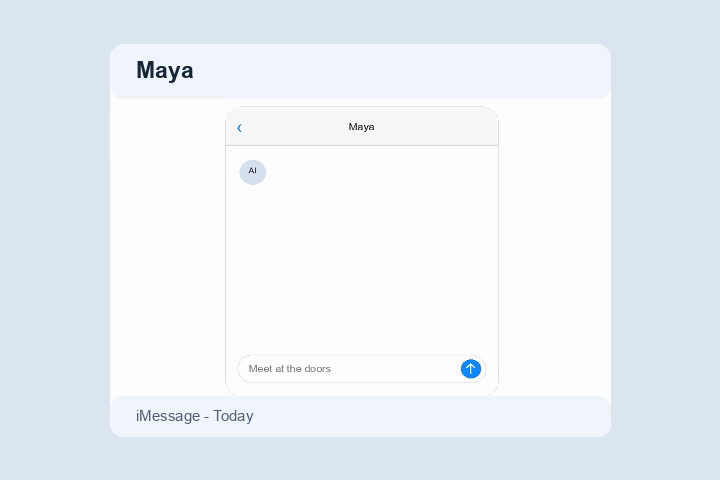 Maya
Maya
AI
Meet at the doors
iMessage - Today